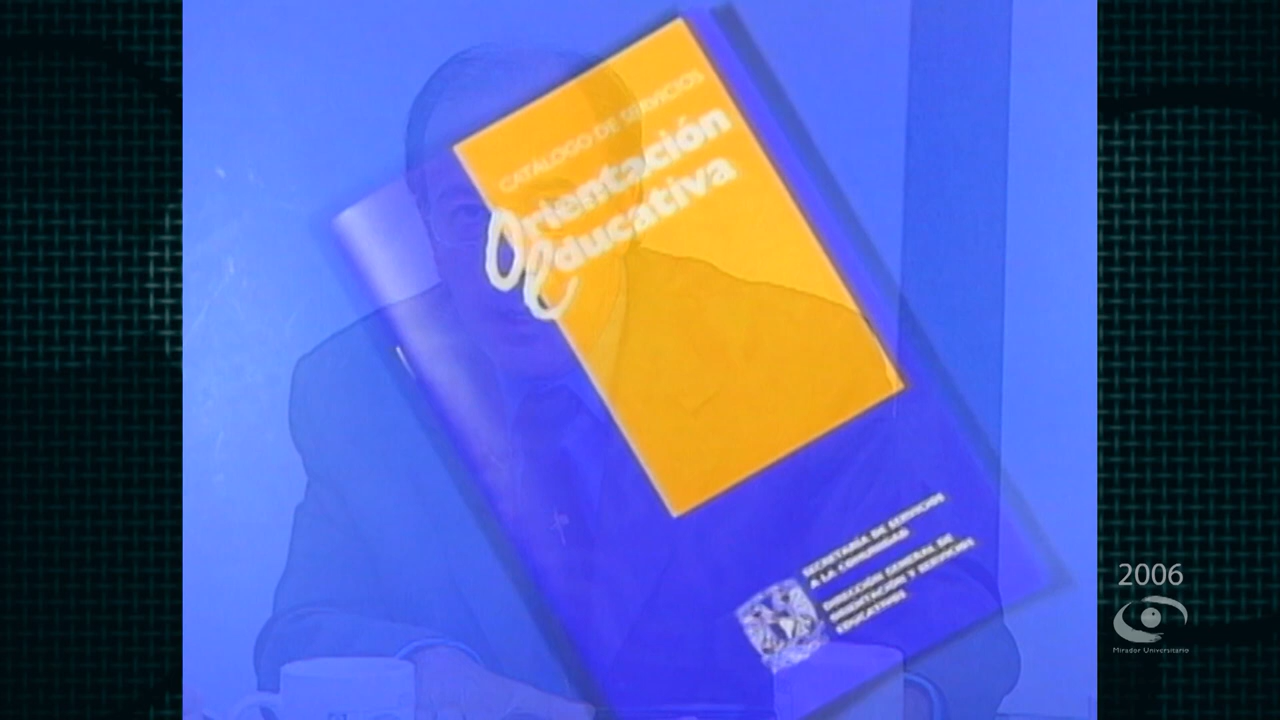 CATÁLOGO DE SERVICIOS
Orientación
Educativa
SECRETARÍA DE SERVICIOS
A LA COMUNIDAD
DIRECCIÓN GENERAL DE
ORIENTACIÓN Y SERVICIOS
EDUCATIVOS
2006
Mirador Universitario